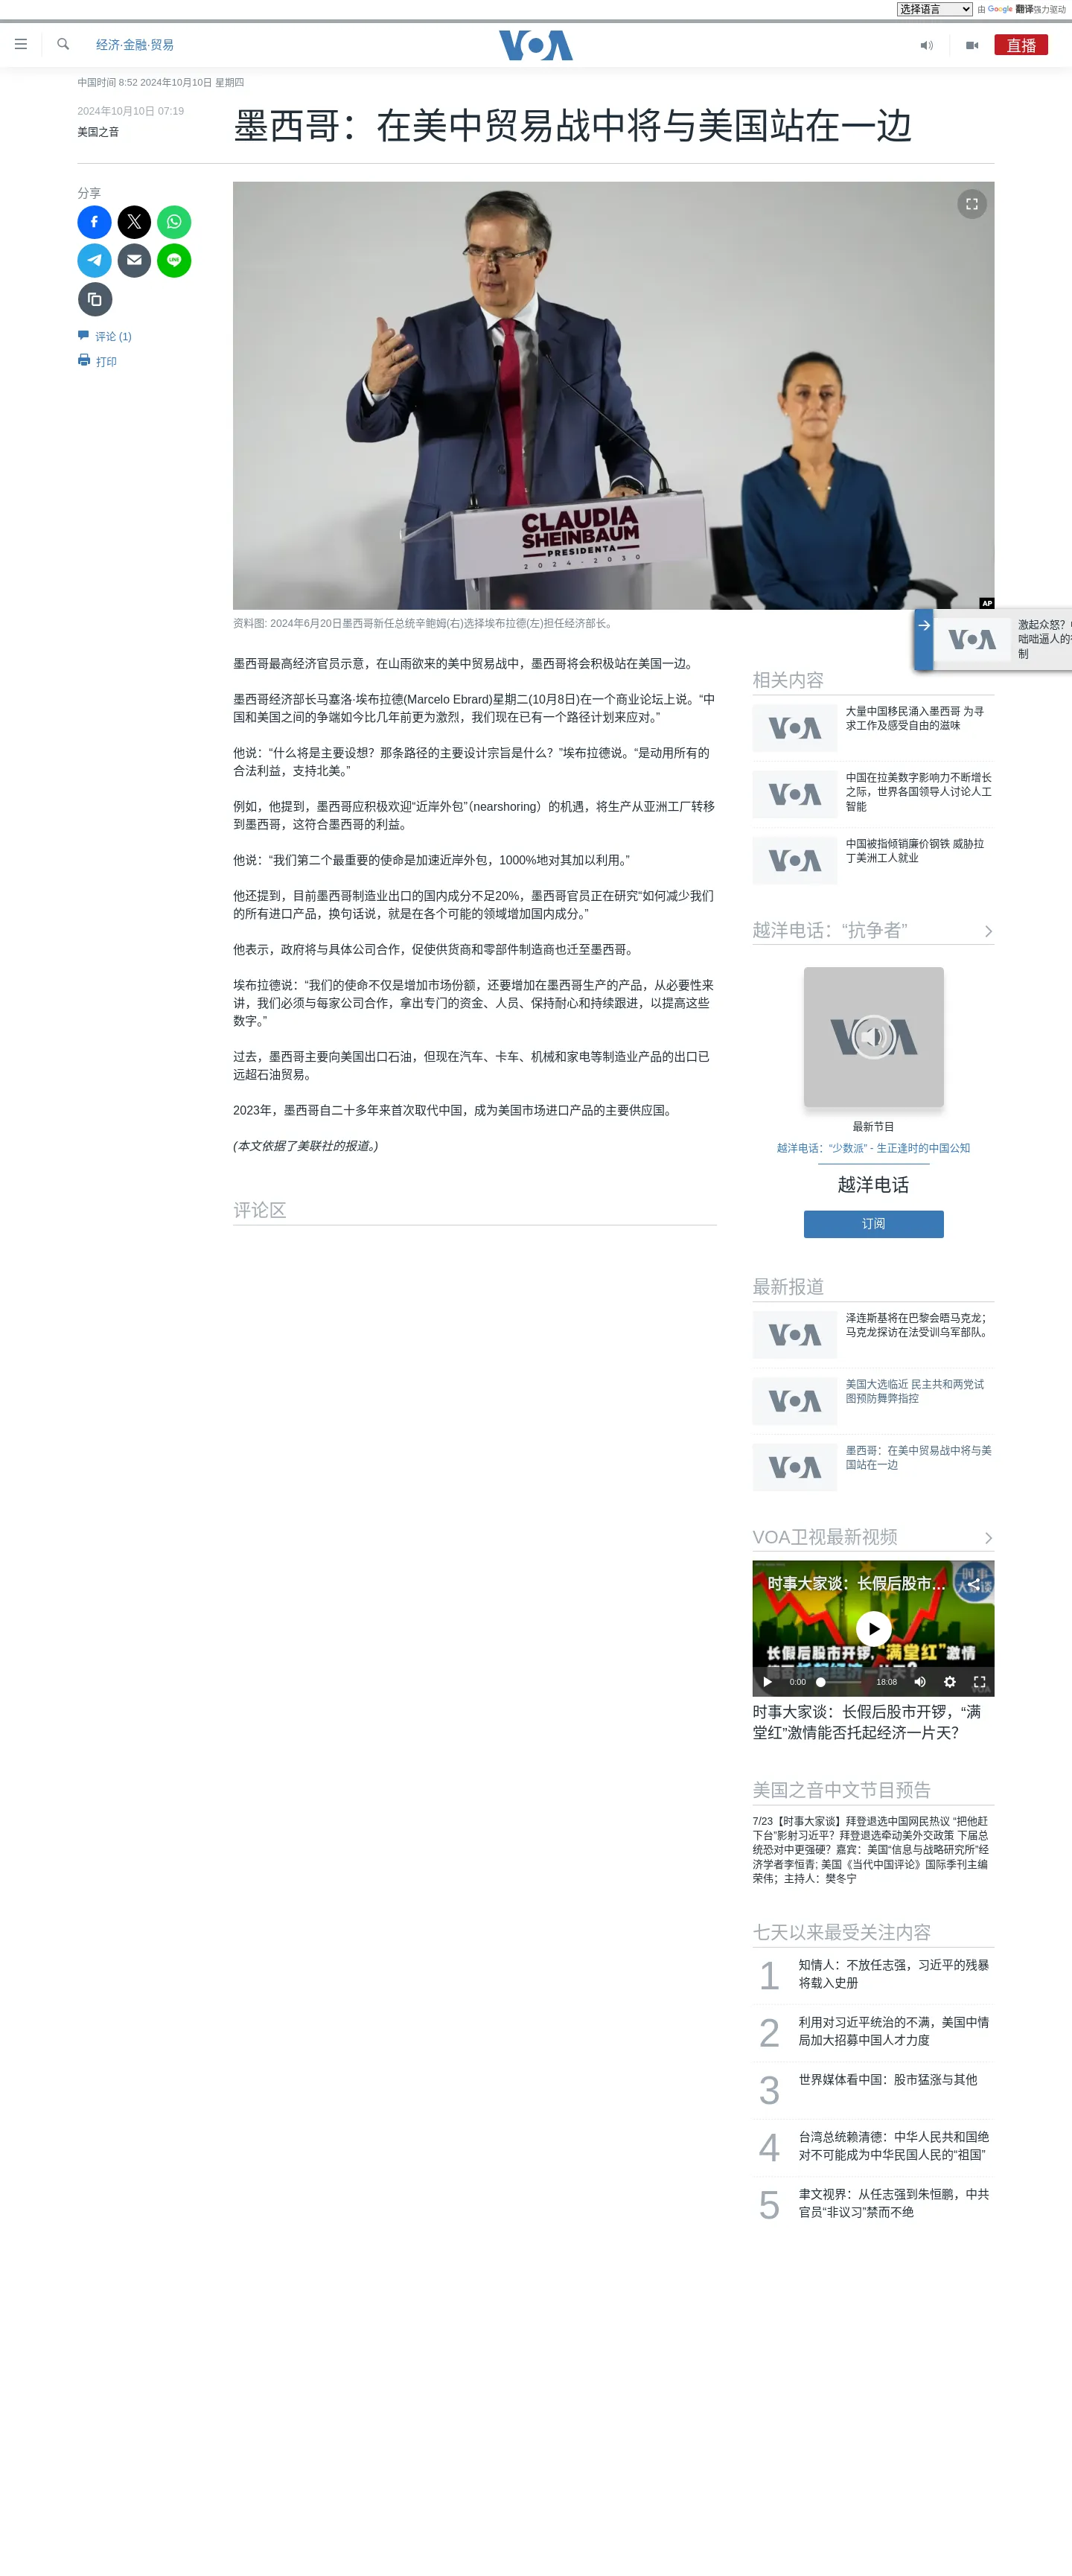 选择语言
由 Google 翻译强力驱动
经济·金融·贸易
VOA
直播
中国时间 8:52 2024年10月10日 星期四
2024年10月10日 07:19
美国之音
墨西哥：在美中贸易战中将与美国站在一边
分享
评论 (1)
打印
CLAUDIA
SHEINBAUM
PRESIDENTA
2024 - 2030
AP
资料图: 2024年6月20日墨西哥新任总统辛鲍姆(右)选择埃布拉德(左)担任经济部长。
墨西哥最高经济官员示意，在山雨欲来的美中贸易战中，墨西哥将会积极站在美国一边。
墨西哥经济部长马塞洛·埃布拉德(Marcelo Ebrard)星期二(10月8日)在一个商业论坛上说。“中
国和美国之间的争端如今比几年前更为激烈，我们现在已有一个路径计划来应对。”
他说：“什么将是主要设想？那条路径的主要设计宗旨是什么？”埃布拉德说。“是动用所有的
合法利益，支持北美。”
例如，他提到，墨西哥应积极欢迎“近岸外包”（nearshoring）的机遇，将生产从亚洲工厂转移
到墨西哥，这符合墨西哥的利益。
他说：“我们第二个最重要的使命是加速近岸外包，1000%地对其加以利用。”
他还提到，目前墨西哥制造业出口的国内成分不足20%，墨西哥官员正在研究“如何减少我们
的所有进口产品，换句话说，就是在各个可能的领域增加国内成分。”
他表示，政府将与具体公司合作，促使供货商和零部件制造商也迁至墨西哥。
埃布拉德说：“我们的使命不仅是增加市场份额，还要增加在墨西哥生产的产品，从必要性来
讲，我们必须与每家公司合作，拿出专门的资金、人员、保持耐心和持续跟进，以提高这些
数字。”
过去，墨西哥主要向美国出口石油，但现在汽车、卡车、机械和家电等制造业产品的出口已
远超石油贸易。
2023年，墨西哥自二十多年来首次取代中国，成为美国市场进口产品的主要供应国。
(本文依据了美联社的报道。)
评论区
VOA
激起众怒？
咄咄逼人的
制
相关内容
VOA
大量中国移民涌入墨西哥 为寻
求工作及感受自由的滋味
VOA
中国在拉美数字影响力不断增长
之际，世界各国领导人讨论人工
智能
VOA
中国被指倾销廉价钢铁 威胁拉
丁美洲工人就业
越洋电话：“抗争者”
VOA
最新节目
越洋电话：“少数派” - 生正逢时的中国公知
越洋电话
订阅
最新报道
VOA
泽连斯基将在巴黎会晤马克龙；
马克龙探访在法受训乌军部队。
VOA
美国大选临近 民主共和两党试
图预防舞弊指控
VOA
墨西哥：在美中贸易战中将与美
国站在一边
VOA卫视最新视频
时事大家谈：长假后股市…
时事
大家谈
长假后股市开锣，“满堂红”激情
能否托起经济一片天？
VOA
0:00
18:08
时事大家谈：长假后股市开锣，“满
堂红”激情能否托起经济一片天？
美国之音中文节目预告
7/23【时事大家谈】拜登退选中国网民热议 “把他赶
下台”影射习近平？拜登退选牵动美外交政策 下届总
统恐对中更强硬？嘉宾：美国“信息与战略研究所”经
济学者李恒青; 美国《当代中国评论》国际季刊主编
荣伟；主持人：樊冬宁
七天以来最受关注内容
1
知情人：不放任志强，习近平的残暴
将载入史册
2
利用对习近平统治的不满，美国中情
局加大招募中国人才力度
3
世界媒体看中国：股市猛涨与其他
4
台湾总统赖清德：中华人民共和国绝
对不可能成为中华民国人民的“祖国”
5
聿文视界：从任志强到朱恒鹏，中共
官员“非议习”禁而不绝